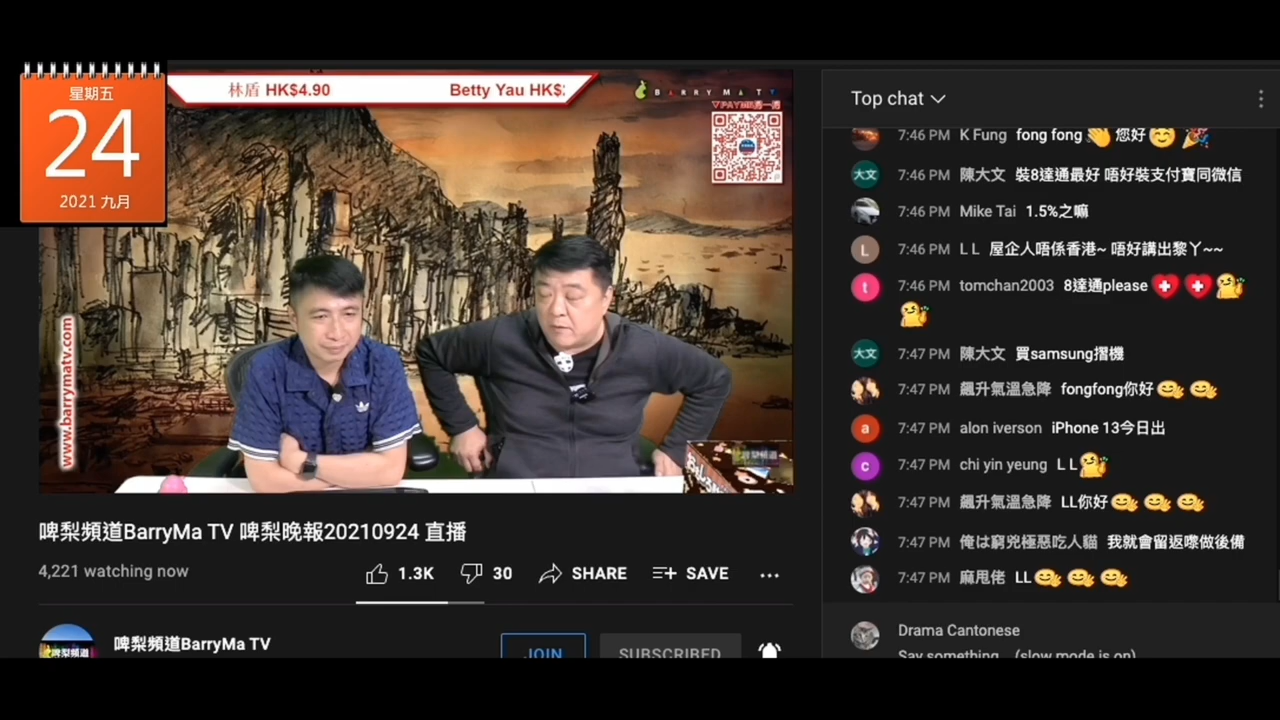 星期五
24
2021 九月
林盾 HK$4.90
Betty Yau HK$
BARRYMATV
www.barrymatv.com
啤梨頻道BarryMa TV 啤梨晚報20210924 直播
4,221 watching now
1.3K
30
SHARE
SAVE
啤梨頻道BarryMa TV
JOIN
SUBSCRIBED
Top chat
7:46 PM K Fung fong fong👋您好☺️🎉
大文 7:46 PM 陳大文 裝8達通最好 唔好裝支付寶同微信
7:46 PM Mike Tai 1.5%之嘛
L 7:46 PM L L 屋企人唔係香港~ 唔好講出黎丫~~
t 7:46 PM tomchan2003 8達通please
大文 7:47 PM 陳大文 買samsung摺機
7:47 PM 飆升氣溫急降 fongfong你好
a 7:47 PM alon iverson iPhone 13今日出
c 7:47 PM chi yin yeung L L
7:47 PM 飆升氣溫急降 LL你好
7:47 PM 俺は窮兇極惡吃人貓 我就會留返嚟做後備
7:47 PM 麻甩佬 LL
Drama Cantonese
Say something... (slow mode is on)